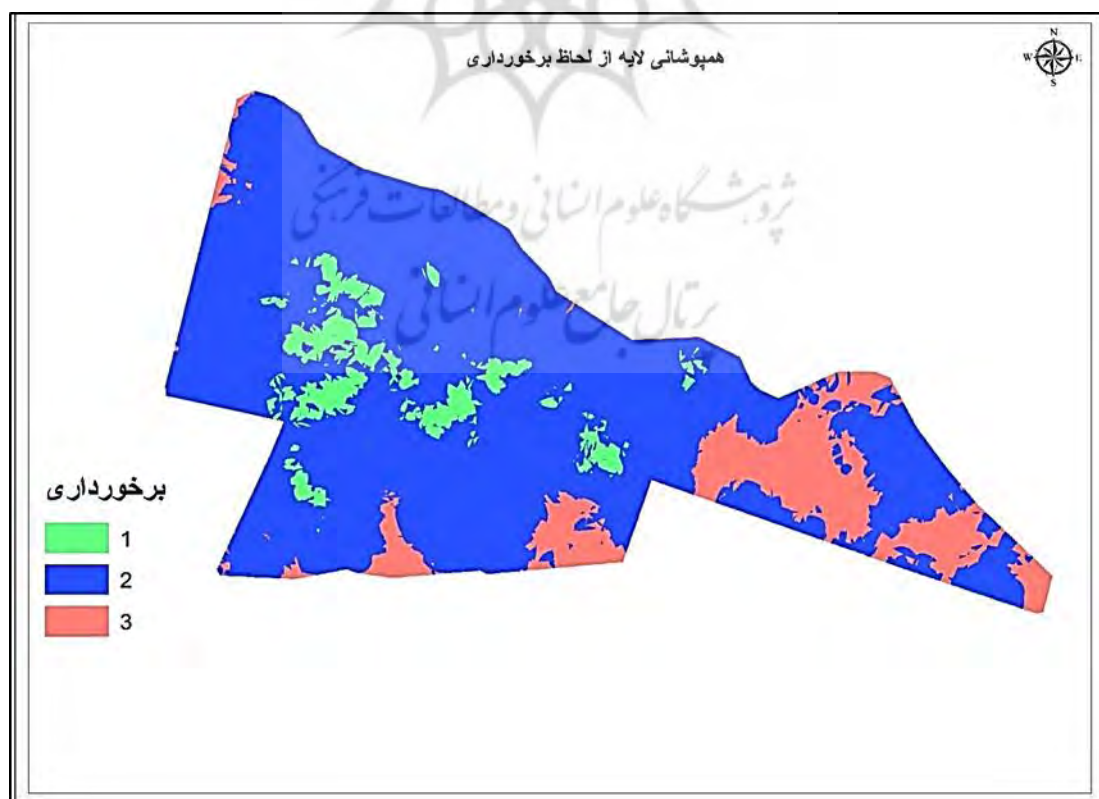 همپوشانی لایه از لحاظ برخورداری
N
W E
S
پژوهشگاه علوم انسانی و مطالعات فرهنگی
پرتال جامع علوم انسانی
برخورداری
1
2
3